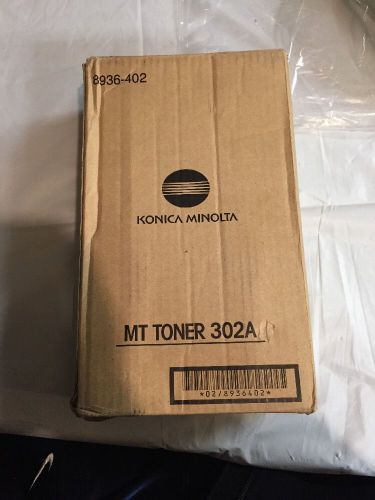 8936-402
KONICA MINOLTA
MT TONER 302A
*02/8936402*